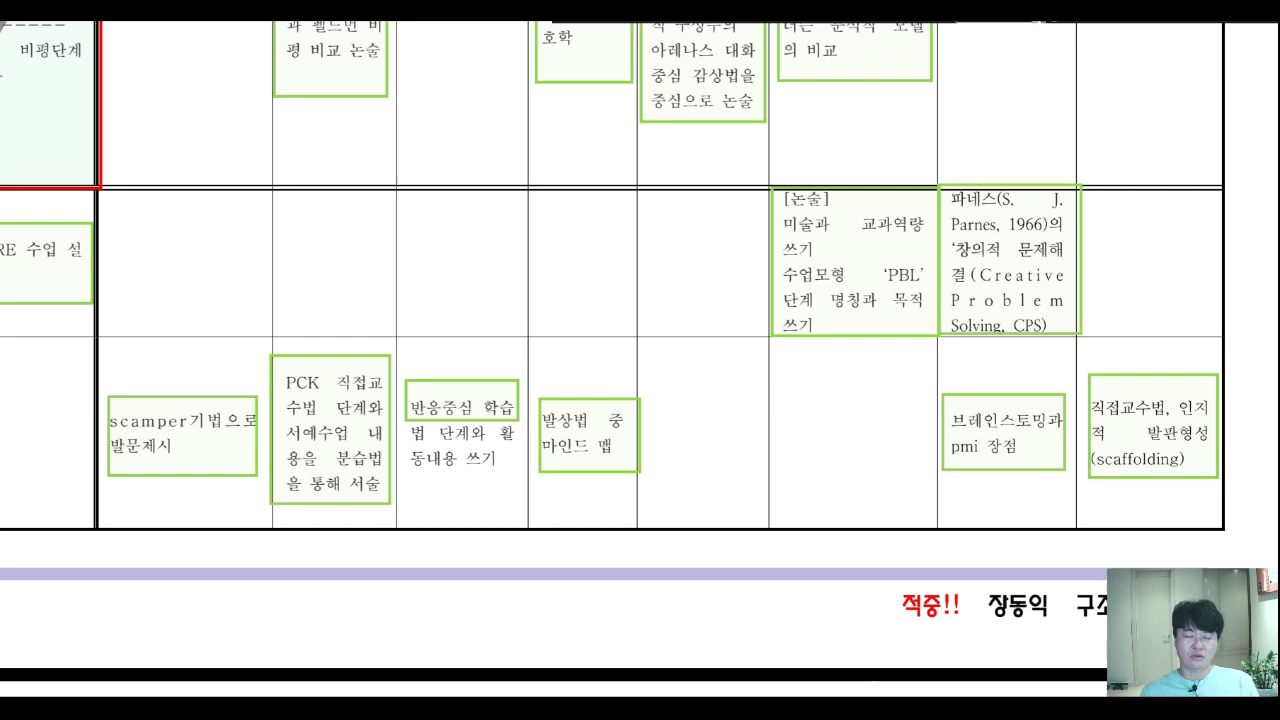 비평단계
과 펠드먼 비
평 비교 논술
호학
아레나스 대화
중심 감상법을
중심으로 논술
의 비교
RE 수업 설
[논술]
미술과 교과역량
쓰기
수업모형 ‘PBL’
단계 명칭과 목적
쓰기
파네스(S. J.
Parnes, 1966)의
‘창의적 문제해
결(Creative
Problem
Solving, CPS)
scamper기법으로
발문제시
PCK 직접교
수법 단계와
서예수업 내
용을 분습법
을 통해 서술
반응중심 학습
법 단계와 활
동내용 쓰기
발상법 중
마인드 맵
브레인스토밍과
pmi 장점
직접교수법, 인지
적 발판형성
(scaffolding)
적중!! 장동익 구조